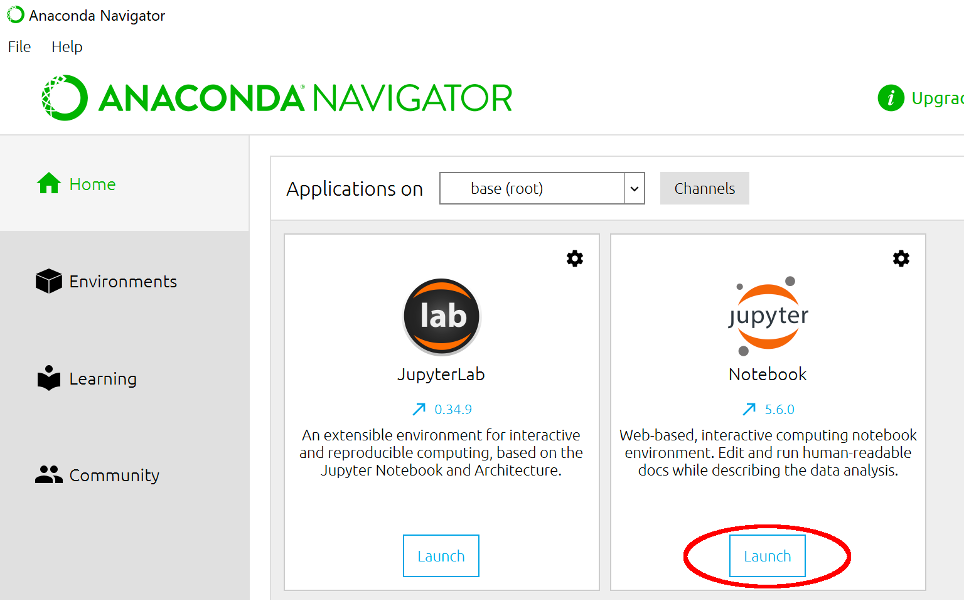 Anaconda Navigator
File Help
ANACONDA NAVIGATOR
Home
Environments
Learning
Community
Applications on base (root) Channels
lab
JupyterLab
0.34.9
An extensible environment for interactive
and reproducible computing, based on the
Jupyter Notebook and Architecture.
Launch
jupyter
Notebook
5.6.0
Web-based, interactive computing notebook
environment. Edit and run human-readable
docs while describing the data analysis.
Launch